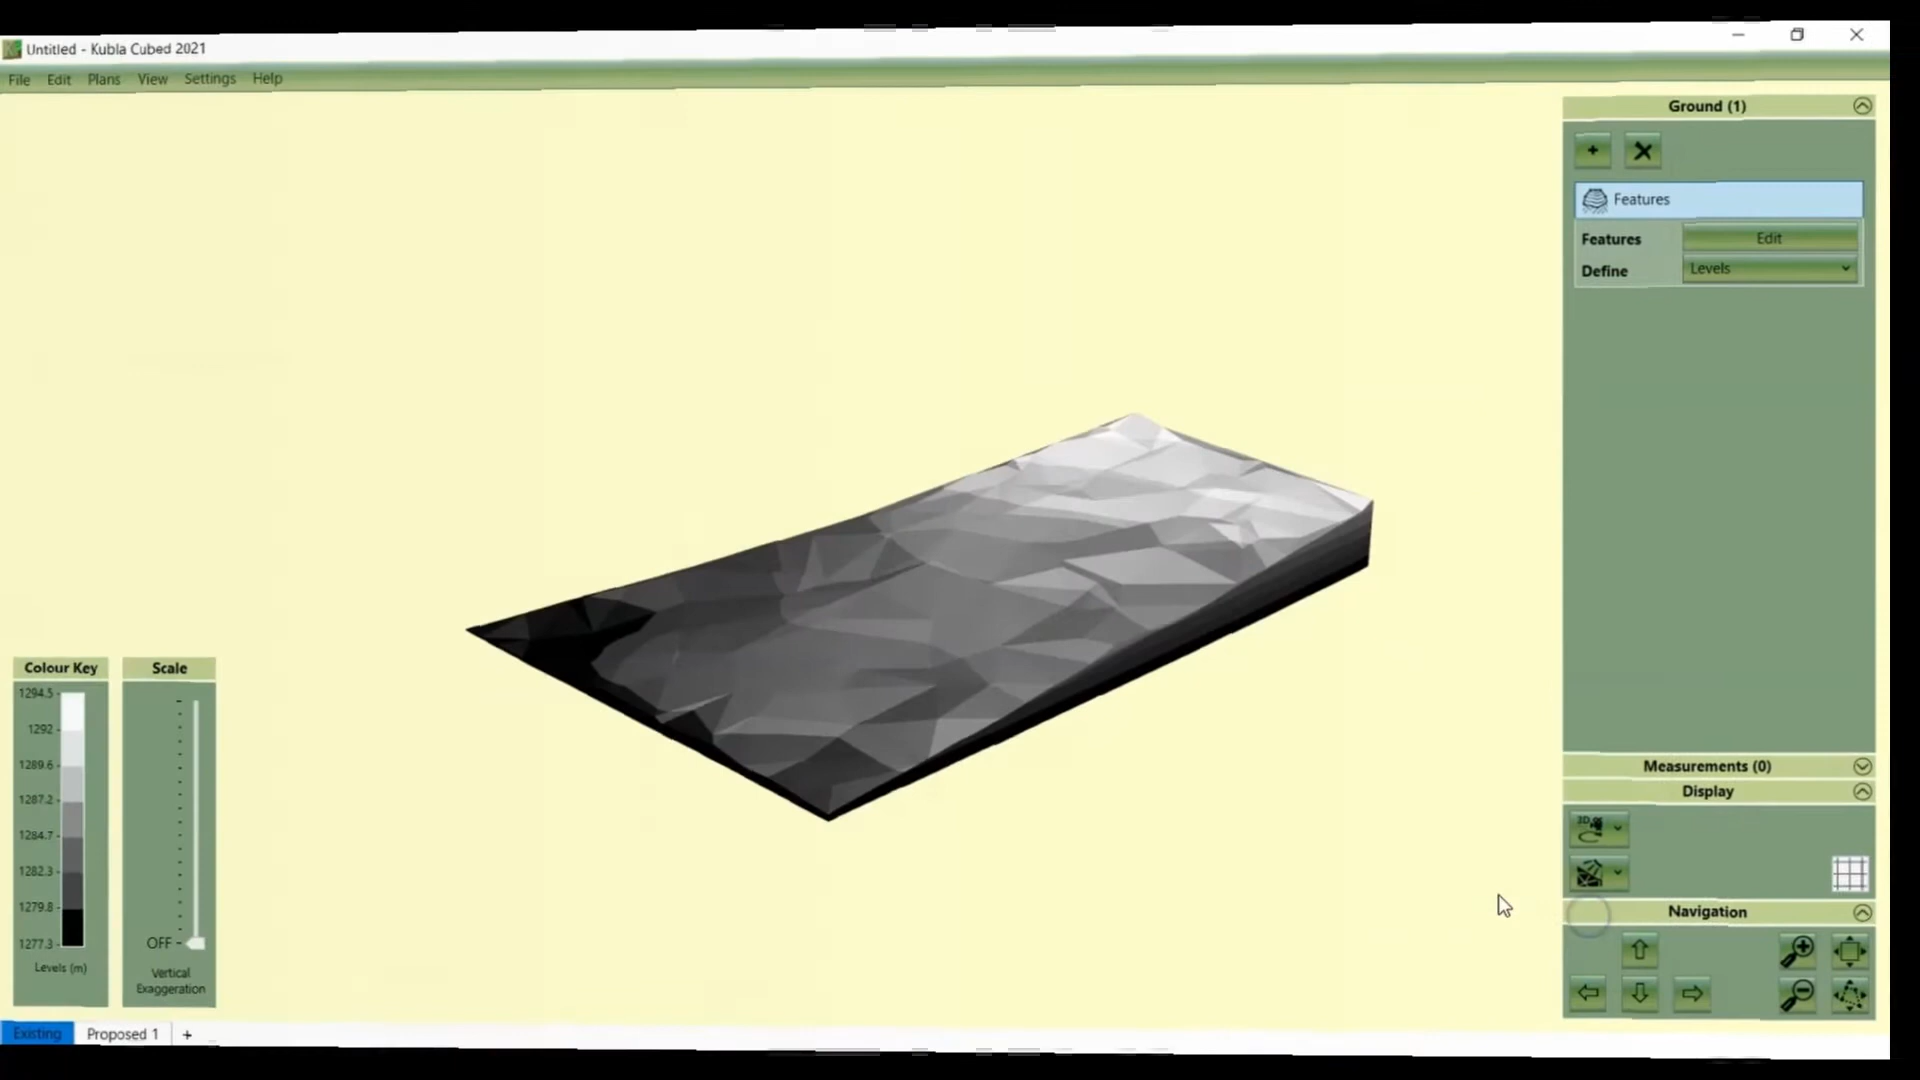 Untitled - Kubla Cubed 2021
File Edit Plans View Settings Help
Ground (1)
Features
Features Edit
Define Levels
Measurements (0)
Display
3D
Navigation
Colour Key
1294.5
1292
1289.6
1287.2
1284.7
1282.3
1279.8
1277.3
Levels (m)
Scale
OFF
Vertical
Exaggeration
Existing Proposed 1 +